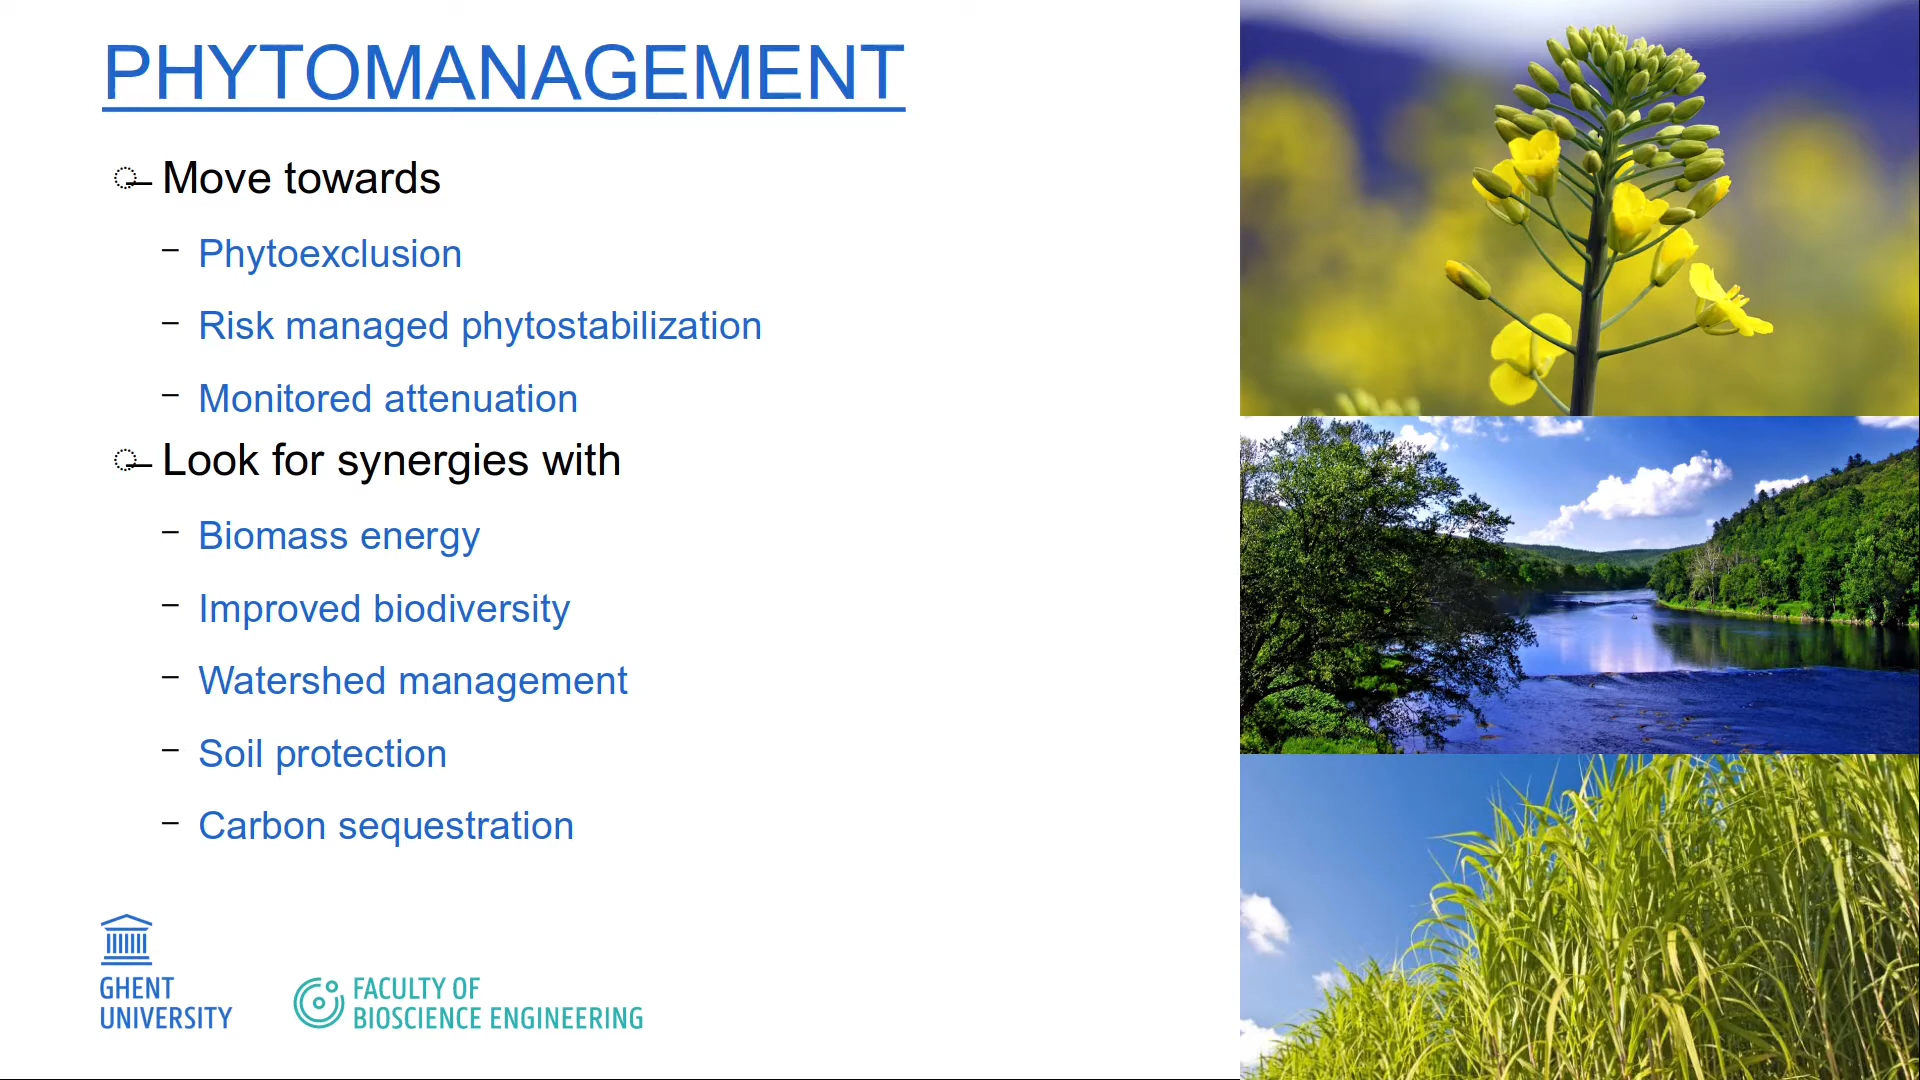 PHYTOMANAGEMENT
– Move towards
– Phytoexclusion
– Risk managed phytostabilization
– Monitored attenuation
– Look for synergies with
– Biomass energy
– Improved biodiversity
– Watershed management
– Soil protection
– Carbon sequestration
GHENT
UNIVERSITY
FACULTY OF
BIOSCIENCE ENGINEERING